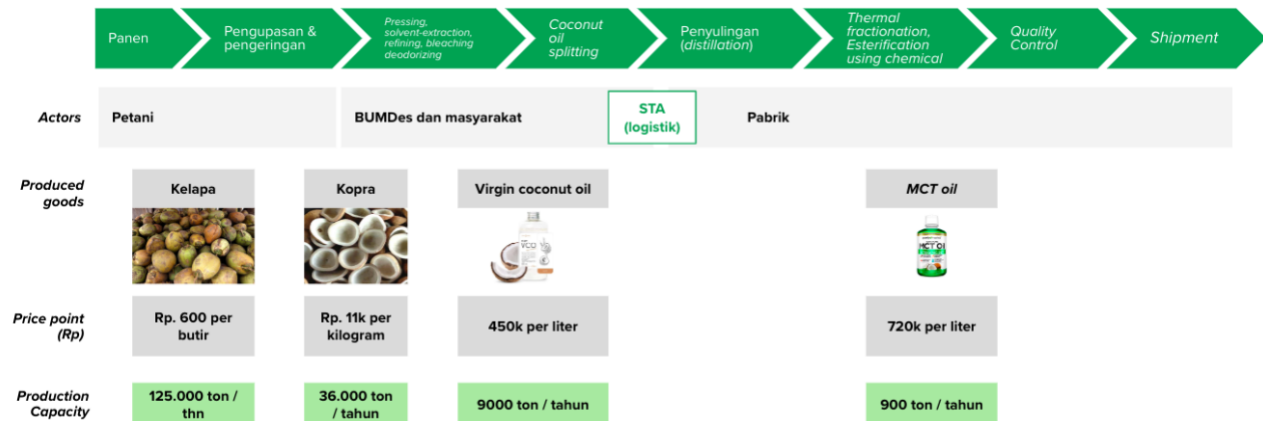 Panen
Pengupasan &
pengeringan
Pressing,
solvent-extraction,
refining, bleaching
deodorizing
Coconut
oil
splitting
Penyulingan
(distillation)
Thermal
fractionation,
Esterification
using chemical
Quality
Control
Shipment
Actors
Petani
BUMDes dan masyarakat
STA
(logistik)
Pabrik
Produced
goods
Kelapa
Kopra
Virgin coconut oil
VCO
MCT oil
MCT OIL
Price point
(Rp)
Rp. 600 per
butir
Rp. 11k per
kilogram
450k per liter
720k per liter
Production
Capacity
125.000 ton /
thn
36.000 ton
/ tahun
9000 ton / tahun
900 ton / tahun